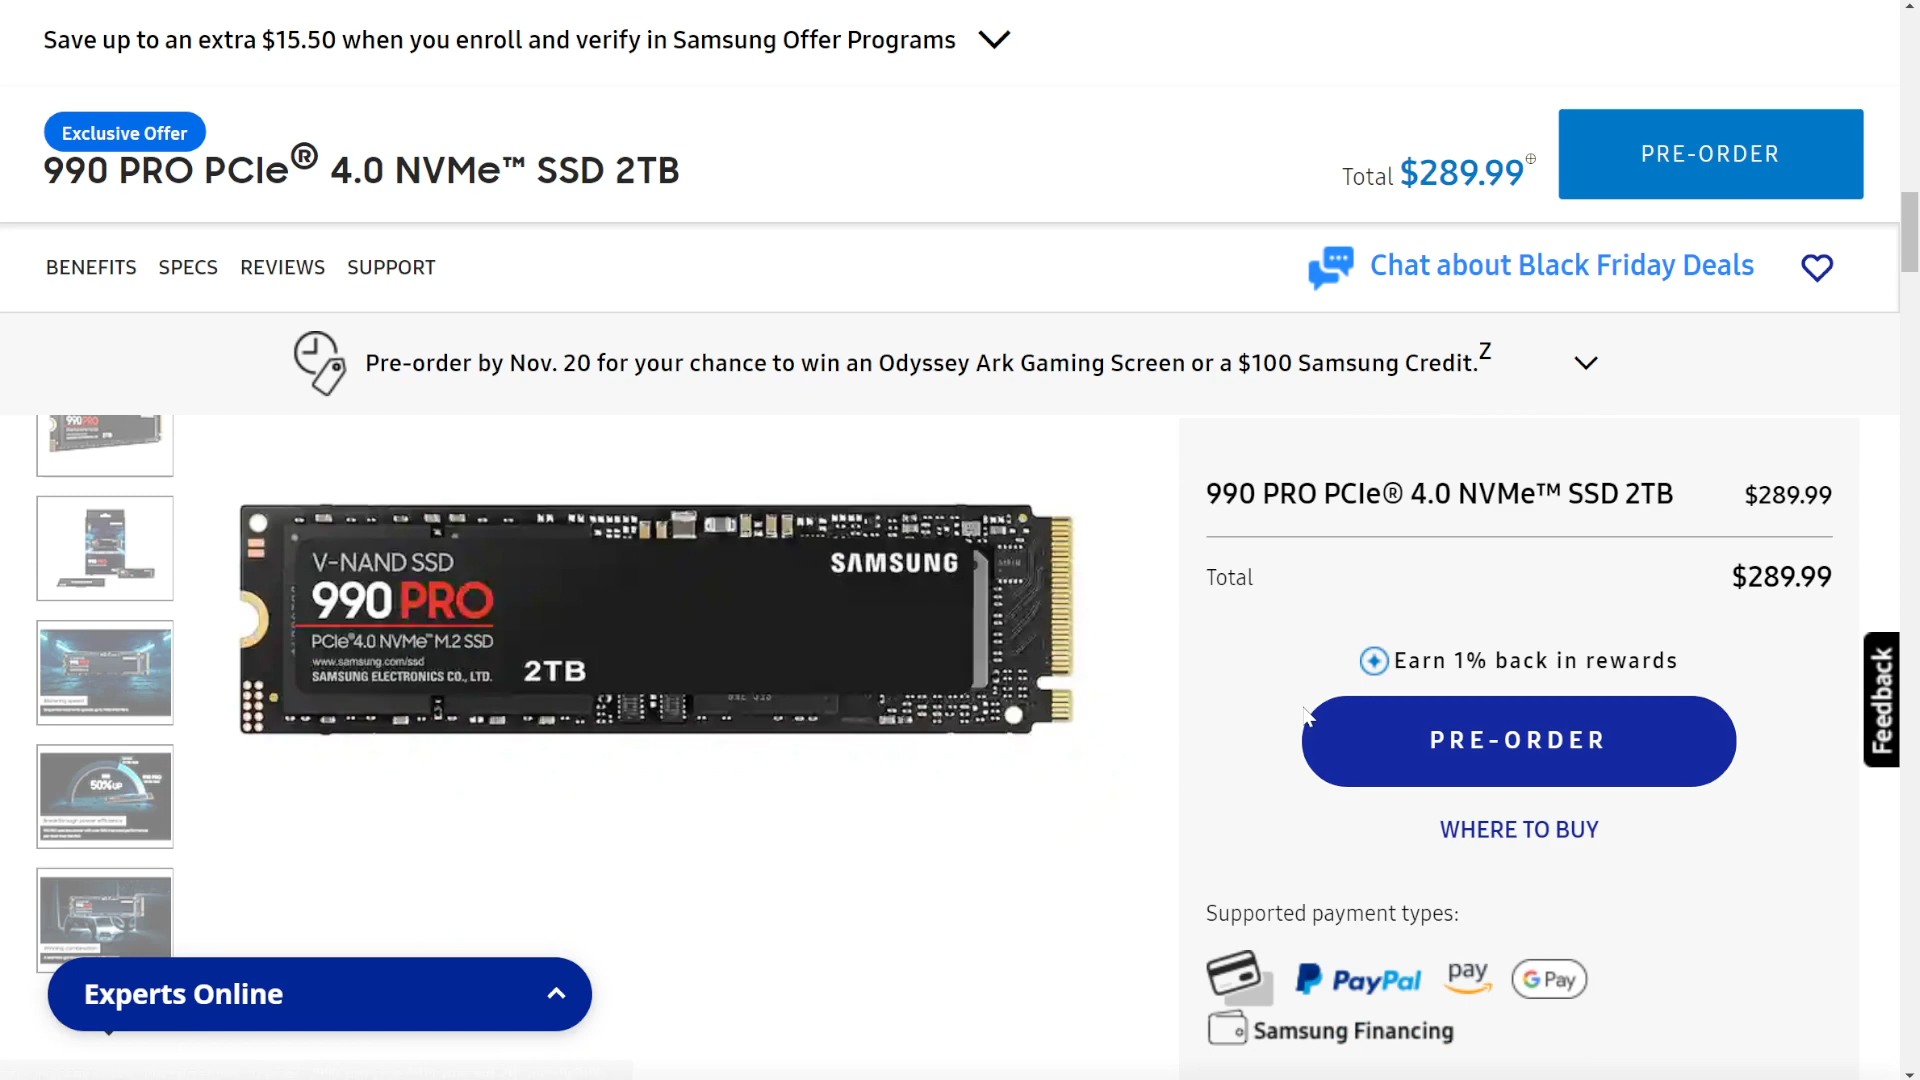 Save up to an extra $15.50 when you enroll and verify in Samsung Offer Programs
Exclusive Offer
990 PRO PCIe® 4.0 NVMe™ SSD 2TB
Total $289.99⊕
PRE-ORDER
BENEFITS SPECS REVIEWS SUPPORT
Chat about Black Friday Deals
Pre-order by Nov. 20 for your chance to win an Odyssey Ark Gaming Screen or a $100 Samsung Credit.Z
990 PRO
V-NAND SSD
990 PRO
PCIe®4.0 NVMe™ M.2 SSD
www.samsung.com/ssd
SAMSUNG ELECTRONICS CO., LTD.
2TB
SAMSUNG
50%UP
990 PRO PCIe® 4.0 NVMe™ SSD 2TB $289.99
Total $289.99
Earn 1% back in rewards
PRE-ORDER
WHERE TO BUY
Supported payment types:
PayPal
pay
G Pay
Samsung Financing
Feedback
Experts Online